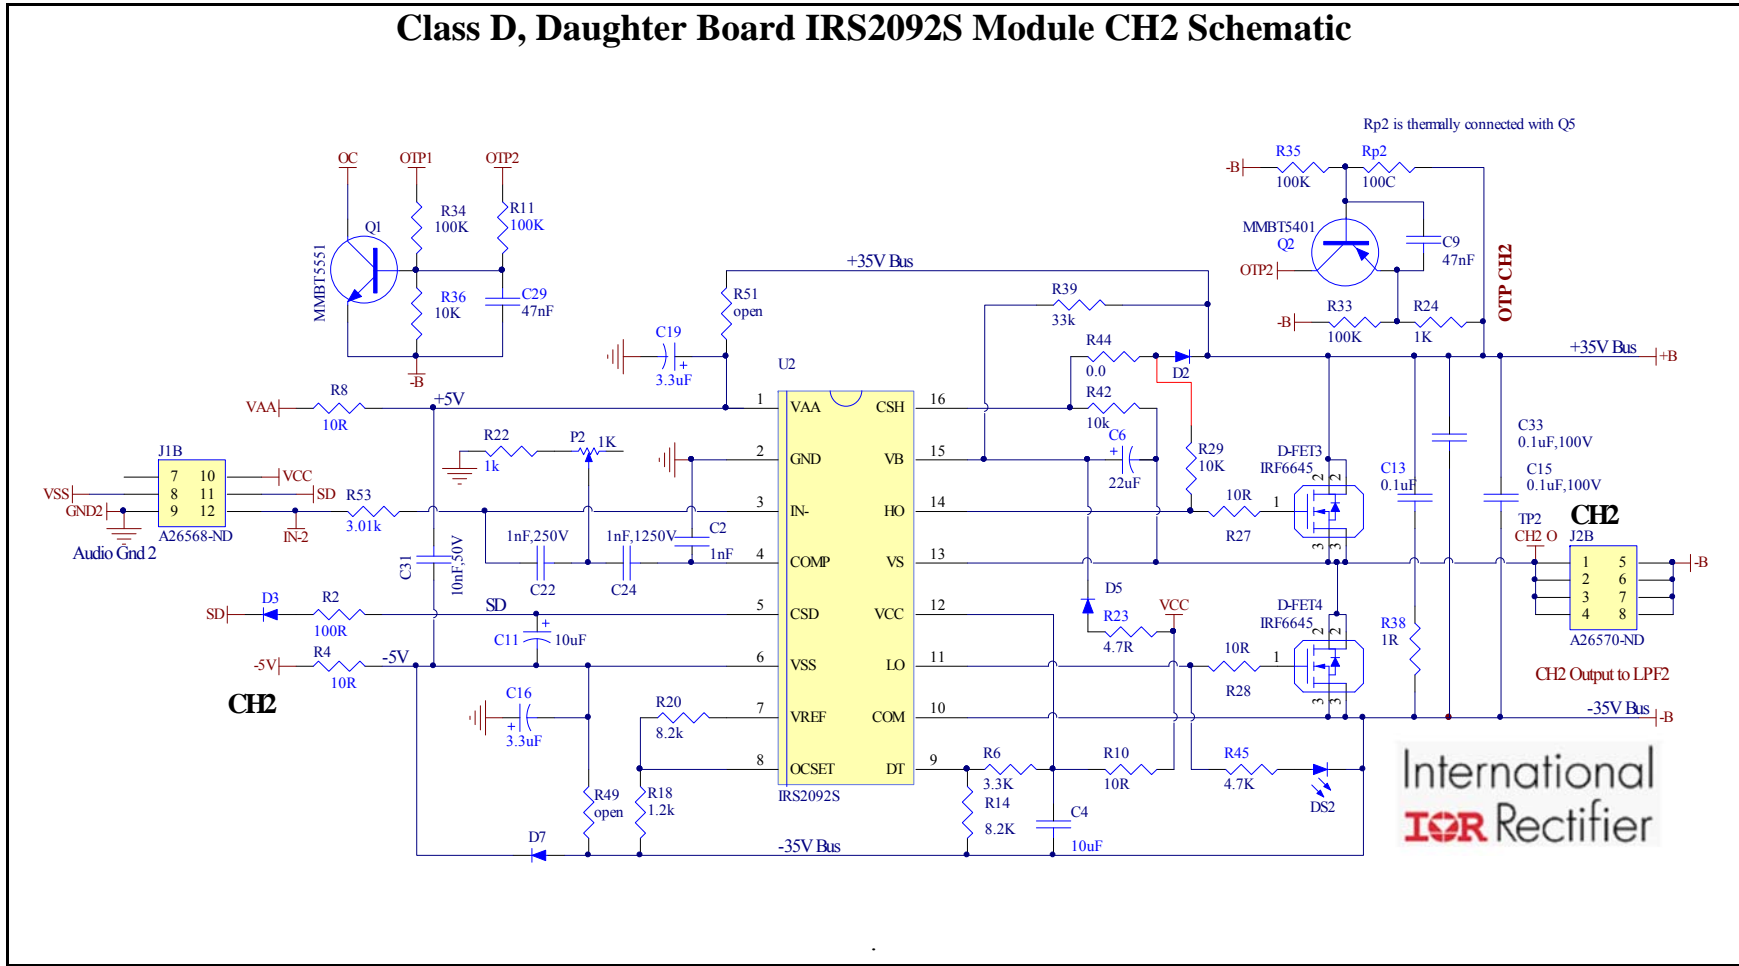 Class D, Daughter Board IRS2092S Module CH2 Schematic
Rp2 is thermally connected with Q5
OC
OTP1
OTP2
R34
100K
R11
100K
Q1
MMBT5551
R36
10K
C29
47nF
-B
R35
100K
Rp2
100C
-B
MMBT5401
Q2
C9
47nF
OTP2
R33
100K
R24
1K
-B
OTP CH2
+35V Bus
R51
open
R39
33k
C19
+
3.3uF
U2
R44
0.0
D2
+35V Bus
+B
VAA
R8
10R
+5V
1
VAA
CSH
16
R42
10k
J1B
7
10
8
11
9
12
A26568-ND
VCC
VSS
SD
GND2
Audio Gnd 2
IN-2
R53
3.01k
R22
1k
P2
1K
2
GND
VB
15
C6
+
22uF
R29
10K
D-FET3
IRF6645
2
2
1
3
3
C13
0.1uF
C33
0.1uF,100V
C15
0.1uF,100V
3
IN-
HO
14
10R
R27
TP2
CH2 O
CH2
J2B
1
5
2
6
3
7
4
8
A26570-ND
-B
C31
10nF,50V
1nF,250V
C22
1nF,1250V
C24
C2
1nF
4
COMP
VS
13
D5
R23
4.7R
VCC
SD
D3
R2
100R
SD
C11
+
10uF
5
CSD
VCC
12
D-FET4
IRF6645
2
2
1
3
3
R38
1R
-5V
R4
10R
-5V
6
VSS
LO
11
10R
R28
CH2 Output to LPF2
CH2
C16
+
3.3uF
R20
8.2k
7
VREF
COM
10
-35V Bus
-B
8
OCSET
DT
9
IRS2092S
R6
3.3K
R10
10R
R45
4.7K
DS2
R49
open
R18
1.2k
R14
8.2K
C4
10uF
D7
-35V Bus
International
IOR Rectifier